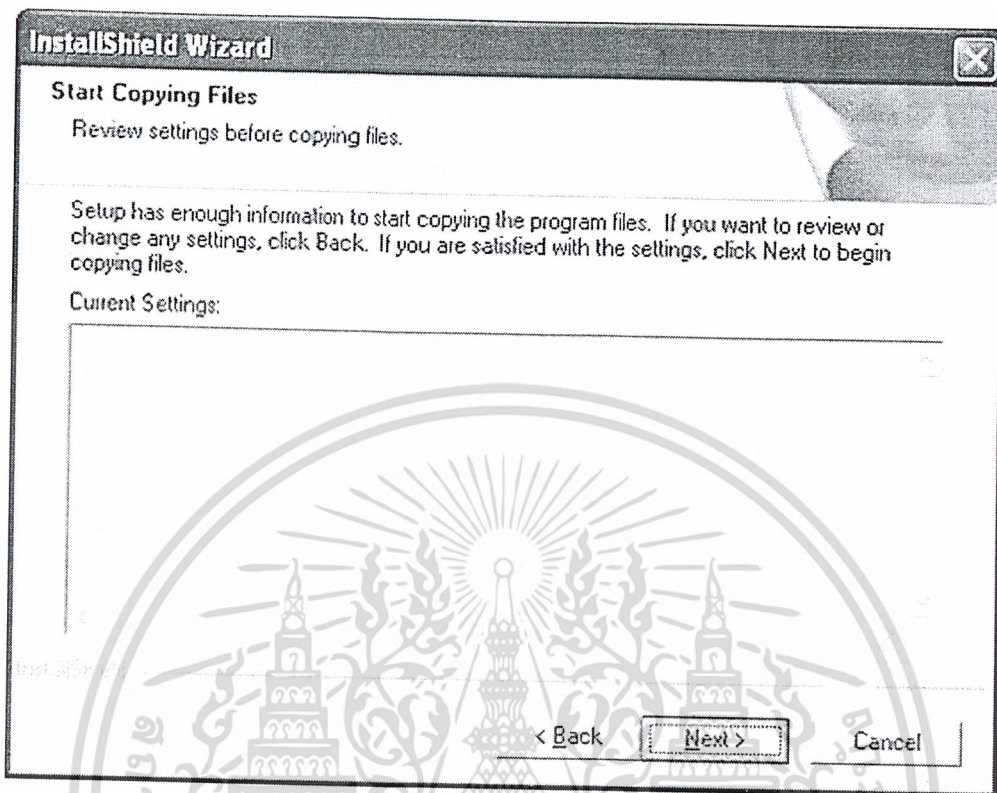 InstallShield Wizard
Start Copying Files
Review settings before copying files.
Setup has enough information to start copying the program files. If you want to review or
change any settings, click Back. If you are satisfied with the settings, click Next to begin
copying files.
Current Settings:
InstallShield
< Back
Next >
Cancel